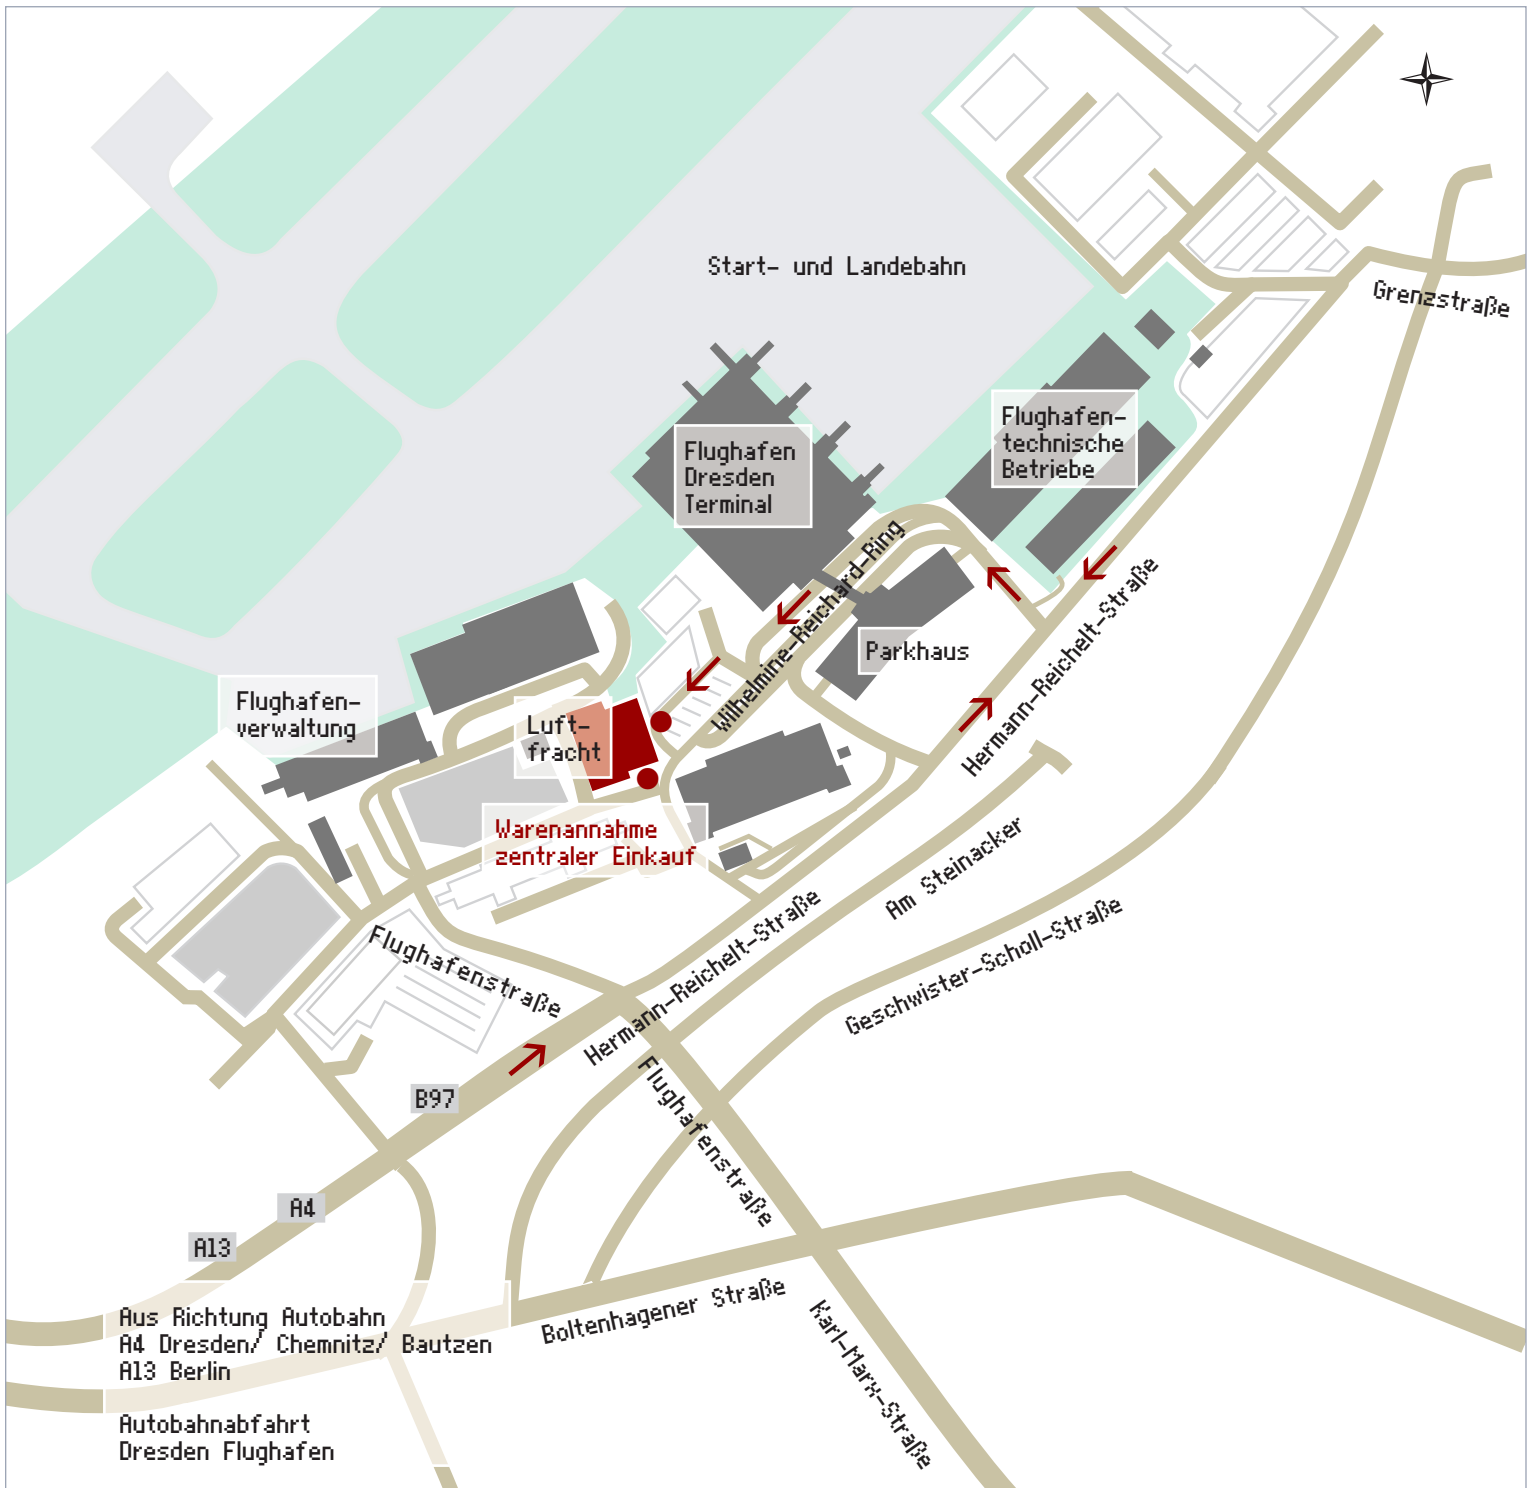 Start- und Landebahn
Grenzstraße
Flughafen-
technische
Betriebe
Flughafen
Dresden
Terminal
Wilhelmine-Reichard-Ring
Parkhaus
Hermann-Reichelt-Straße
Flughafen-
verwaltung
Luft-
fracht
Warenannahme
zentraler Einkauf
Am Steinacker
Geschwister-Scholl-Straße
Flughafenstraße
Hermann-Reichelt-Straße
B97
Flughafenstraße
A4
A13
Boltenhagener Straße
Karl-Marx-Straße
Aus Richtung Autobahn
A4 Dresden/ Chemnitz/ Bautzen
A13 Berlin
Autobahnabfahrt
Dresden Flughafen